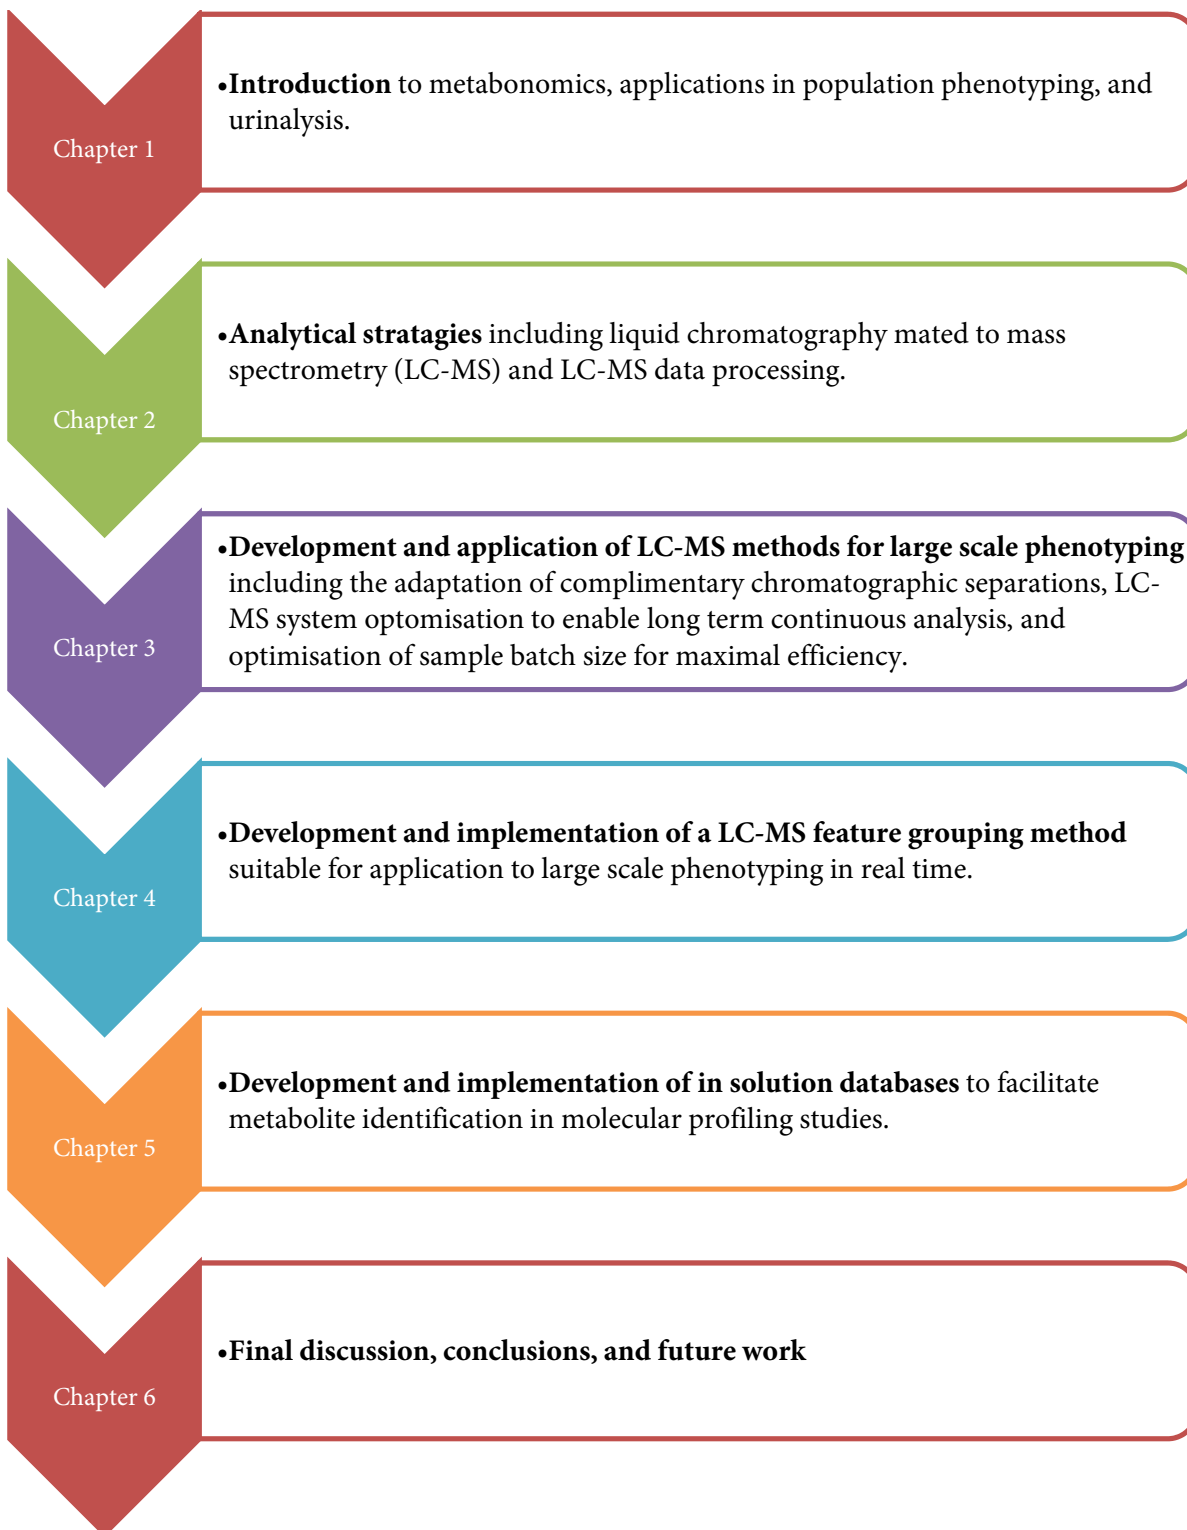 Chapter 1
•Introduction to metabonomics, applications in population phenotyping, and
urinalysis.
Chapter 2
•Analytical stratagies including liquid chromatography mated to mass
spectrometry (LC-MS) and LC-MS data processing.
Chapter 3
•Development and application of LC-MS methods for large scale phenotyping
including the adaptation of complimentary chromatographic separations, LC-
MS system optomisation to enable long term continuous analysis, and
optimisation of sample batch size for maximal efficiency.
Chapter 4
•Development and implementation of a LC-MS feature grouping method
suitable for application to large scale phenotyping in real time.
Chapter 5
•Development and implementation of in solution databases to facilitate
metabolite identification in molecular profiling studies.
Chapter 6
•Final discussion, conclusions, and future work